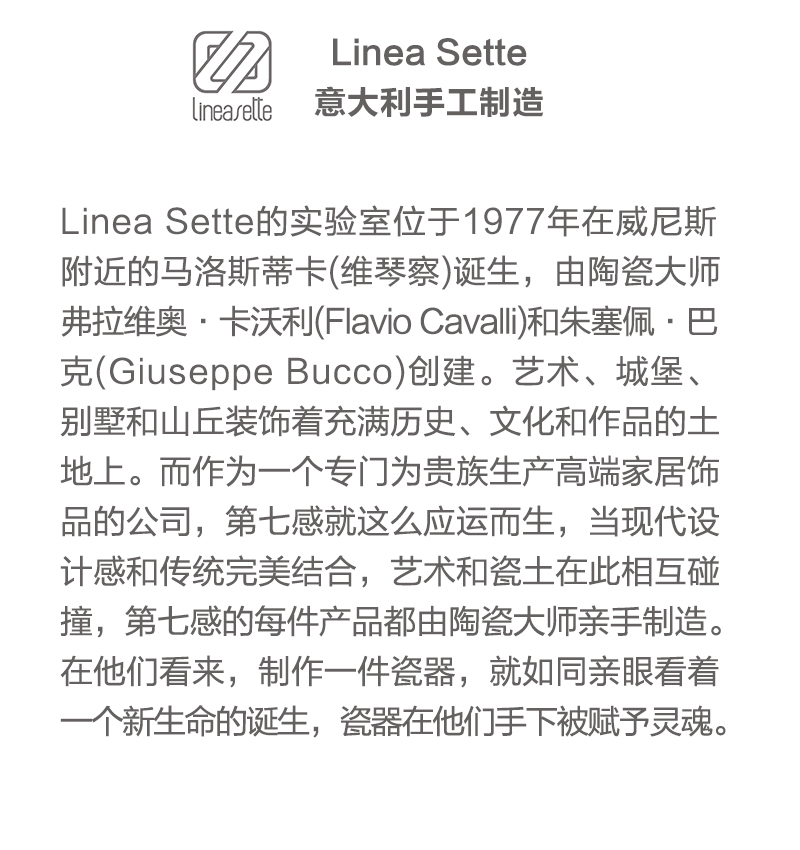 lineasette
Linea Sette
意大利手工制造
Linea Sette的实验室位于1977年在威尼斯
附近的马洛斯蒂卡(维琴察)诞生，由陶瓷大师
弗拉维奥·卡沃利(Flavio Cavalli)和朱塞佩·巴
克(Giuseppe Bucco)创建。艺术、城堡、
别墅和山丘装饰着充满历史、文化和作品的土
地上。而作为一个专门为贵族生产高端家居饰
品的公司，第七感就这么应运而生，当现代设
计感和传统完美结合，艺术和瓷土在此相互碰
撞，第七感的每件产品都由陶瓷大师亲手制造。
在他们看来，制作一件瓷器，就如同亲眼看着
一个新生命的诞生，瓷器在他们手下被赋予灵魂。